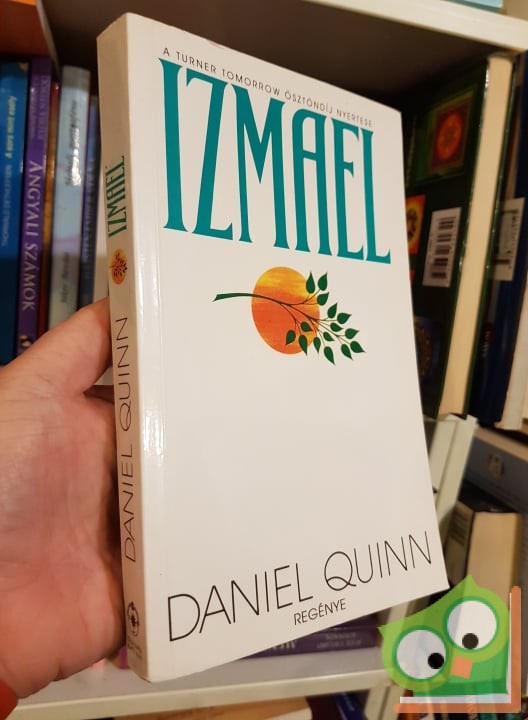 A TURNER TOMORROW ÖSZTÖNDÍJ NYERTESE
IZMAEL
DANIEL QUINN
REGÉNYE
IZMAEL
DANIEL QUINN
ANGYALI SZÁMOK